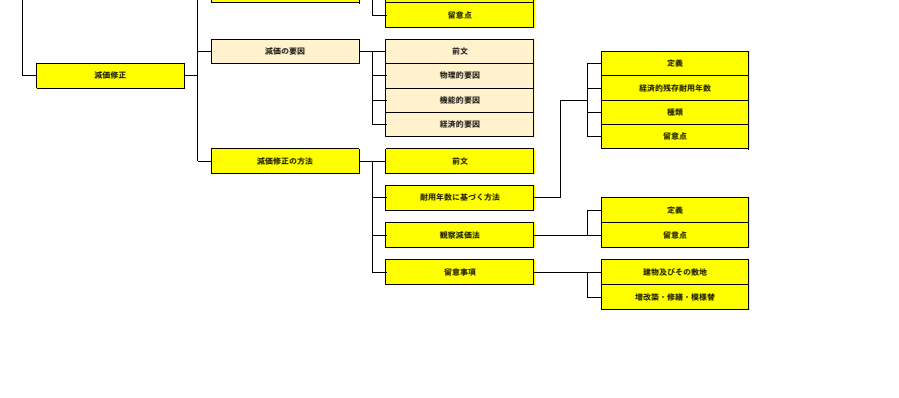 留意点
減価の要因
前文
定義
減価修正
物理的要因
経済的残存耐用年数
機能的要因
種類
経済的要因
留意点
減価修正の方法
前文
耐用年数に基づく方法
定義
観察減価法
留意点
留意事項
建物及びその敷地
増改築・修繕・模様替